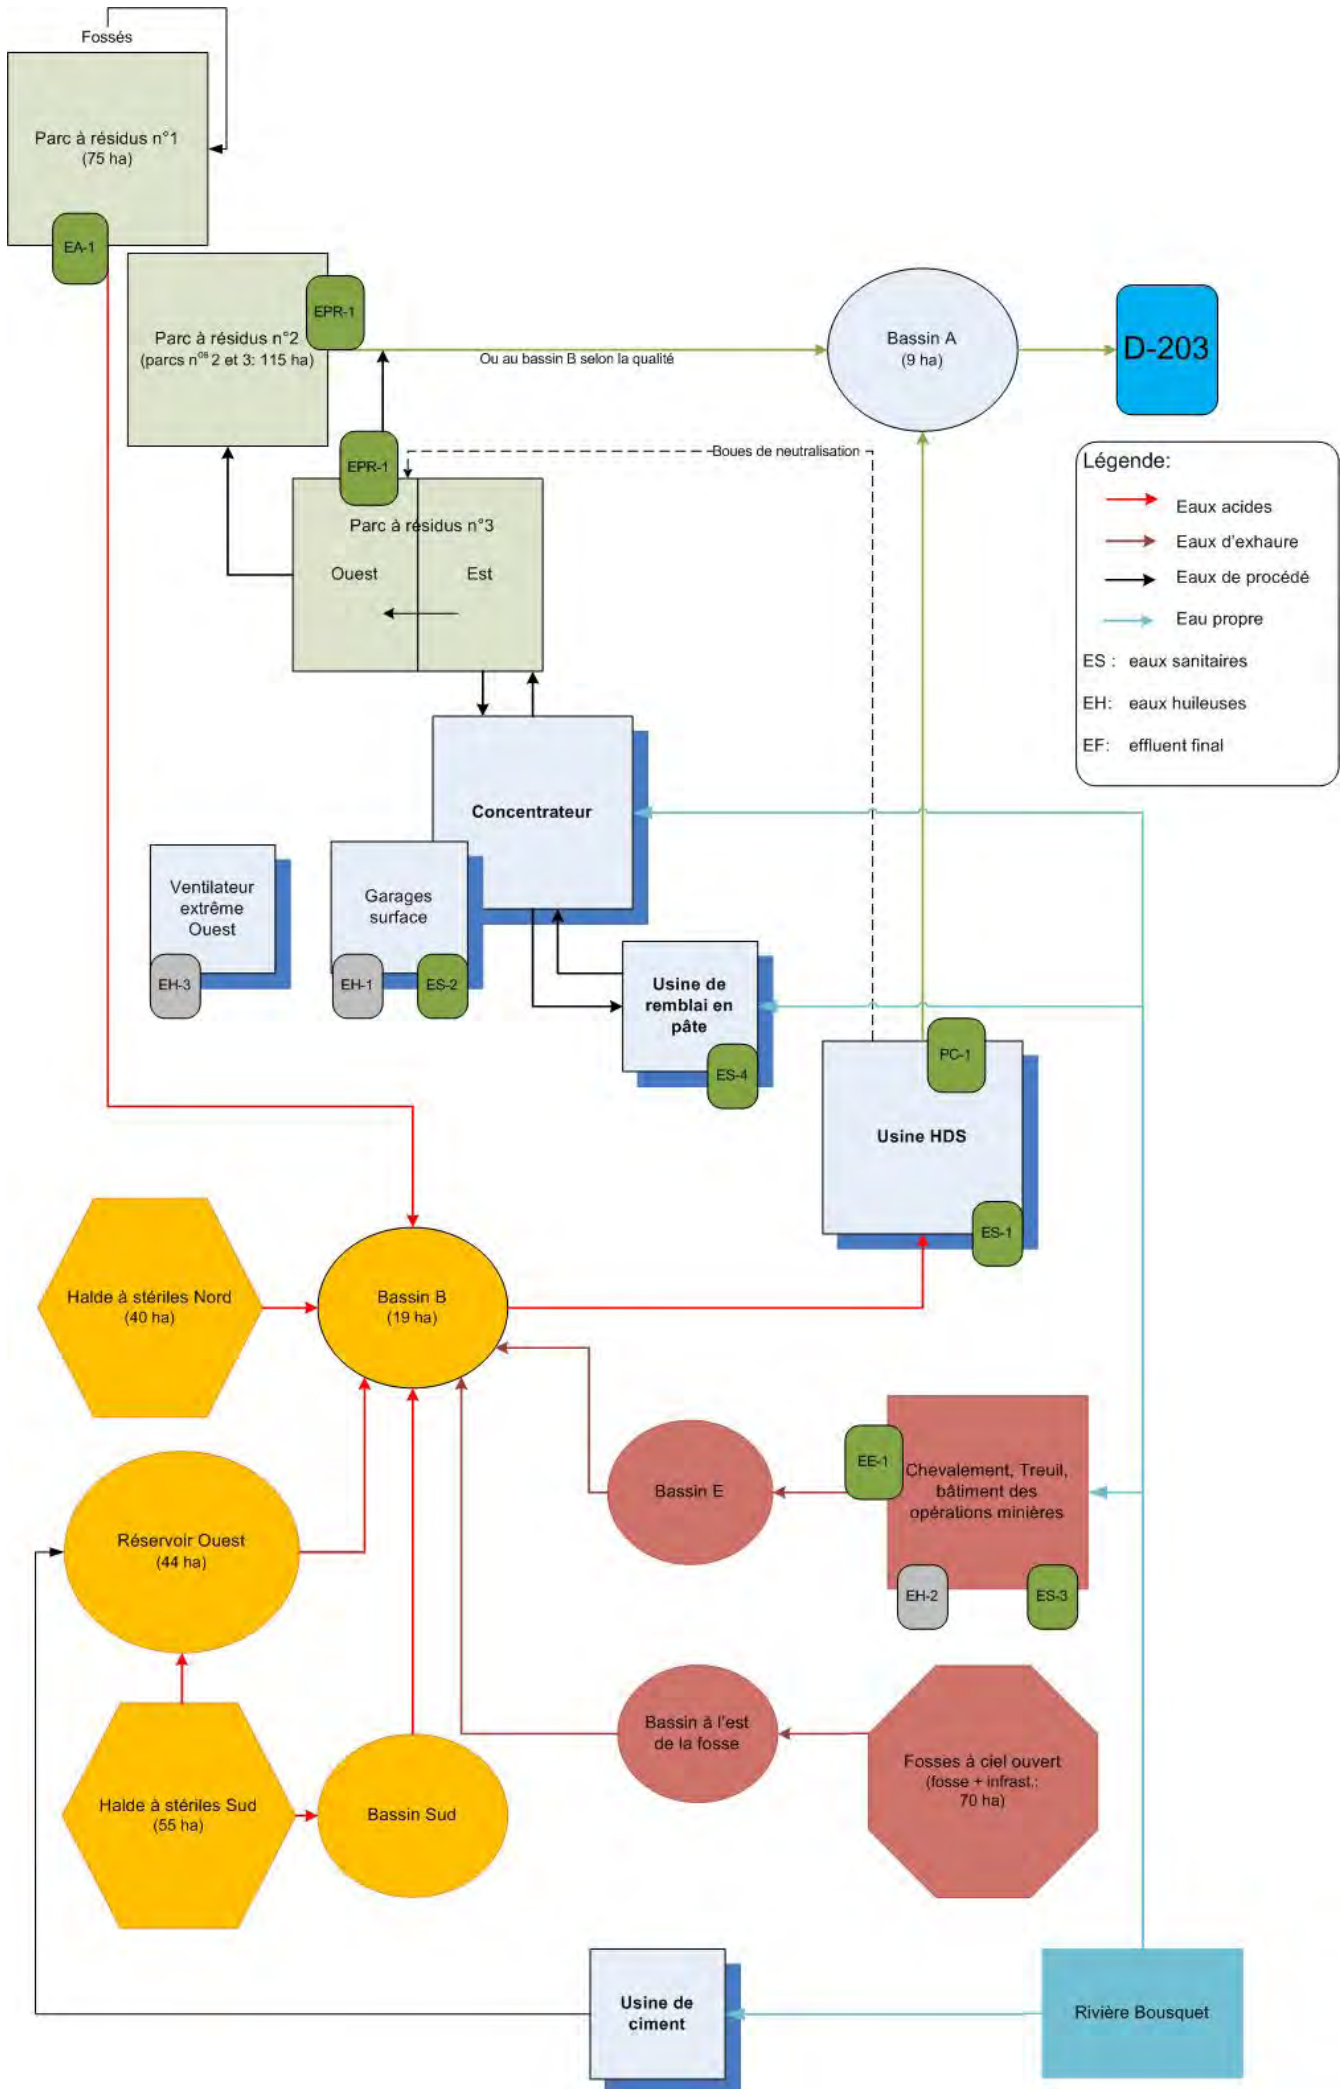 Fossés
Parc à résidus n°1
(75 ha)
EA-1
EPR-1
Parc à résidus n°2
(parcs nos 2 et 3: 115 ha)
Ou au bassin B selon la qualité
Bassin A
(9 ha)
D-203
EPR-1
Boues de neutralisation
Parc à résidus n°3
Ouest
Est
Légende:
Eaux acides
Eaux d'exhaure
Eaux de procédé
Eau propre
ES : eaux sanitaires
EH: eaux huileuses
EF: effluent final
Concentrateur
Ventilateur
extrême
Ouest
EH-3
Garages
surface
EH-1
ES-2
Usine de
remblai en
pâte
ES-4
PC-1
Usine HDS
ES-1
Halde à stériles Nord
(40 ha)
Bassin B
(19 ha)
Bassin E
EE-1
Chevalement, Treuil,
bâtiment des
opérations minières
EH-2
ES-3
Réservoir Ouest
(44 ha)
Bassin à l'est
de la fosse
Fosses à ciel ouvert
(fosse + infrast.:
70 ha)
Halde à stériles Sud
(55 ha)
Bassin Sud
Usine de
ciment
Rivière Bousquet